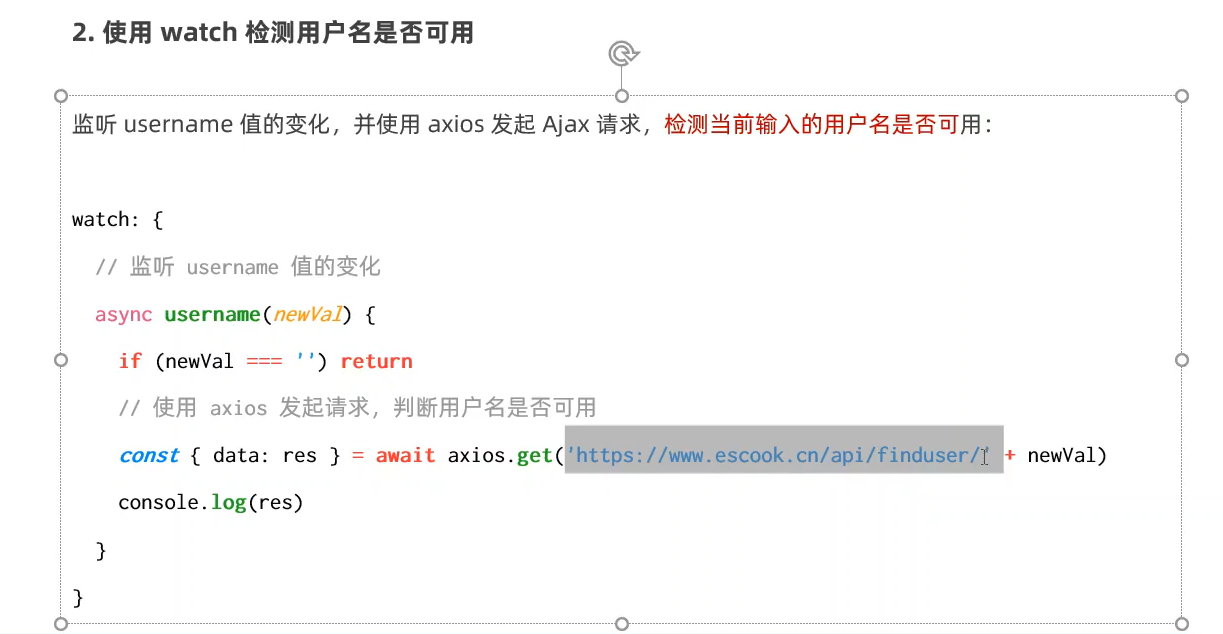 2. 使用 watch 检测用户名是否可用
监听 username 值的变化，并使用 axios 发起 Ajax 请求，检测当前输入的用户名是否可用：
watch: {
// 监听 username 值的变化
async username(newVal) {
if (newVal === '') return
// 使用 axios 发起请求，判断用户名是否可用
const { data: res } = await axios.get('https://www.escook.cn/api/finduser/' + newVal)
console.log(res)
}
}